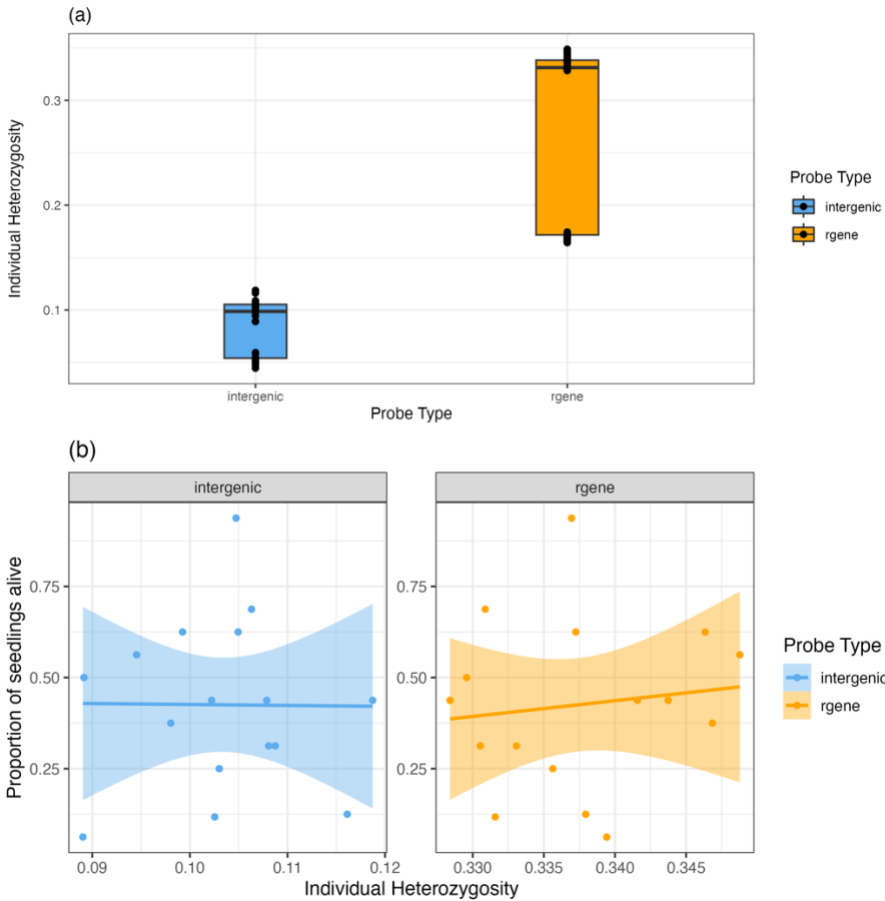 (a)
Individual Heterozygosity
0.3
0.2
0.1
intergenic
rgene
Probe Type
Probe Type
intergenic
rgene
(b)
intergenic
rgene
Proportion of seedlings alive
0.75
0.50
0.25
0.75
0.50
0.25
0.09 0.10 0.11 0.12
0.330 0.335 0.340 0.345
Individual Heterozygosity
Probe Type
intergenic
rgene